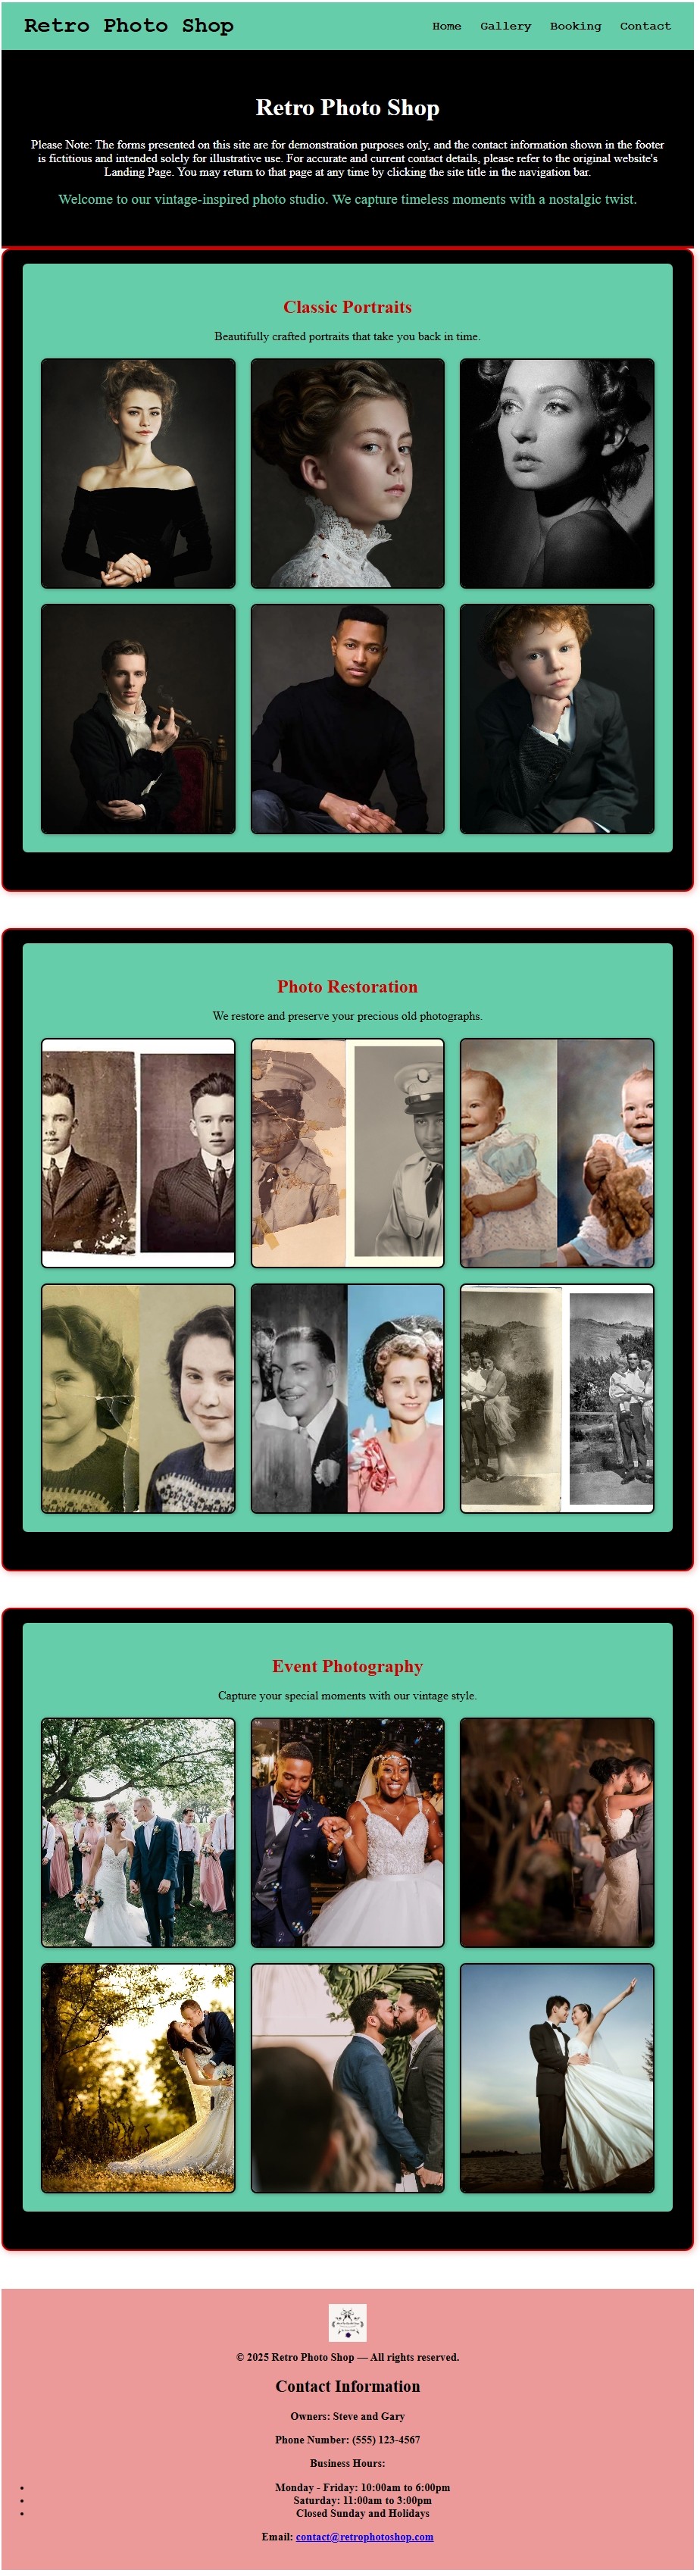 Retro Photo Shop
Home Gallery Booking Contact
Retro Photo Shop
Please Note: The forms presented on this site are for demonstration purposes only, and the contact information shown in the footer
is fictitious and intended solely for illustrative use. For accurate and current contact details, please refer to the original website's
Landing Page. You may return to that page at any time by clicking the site title in the navigation bar.
Welcome to our vintage-inspired photo studio. We capture timeless moments with a nostalgic twist.
Classic Portraits
Beautifully crafted portraits that take you back in time.
Photo Restoration
We restore and preserve your precious old photographs.
Event Photography
Capture your special moments with our vintage style.
© 2025 Retro Photo Shop — All rights reserved.
Contact Information
Owners: Steve and Gary
Phone Number: (555) 123-4567
Business Hours:
Monday - Friday: 10:00am to 6:00pm
Saturday: 11:00am to 3:00pm
Closed Sunday and Holidays
Email: contact@retrophotoshop.com